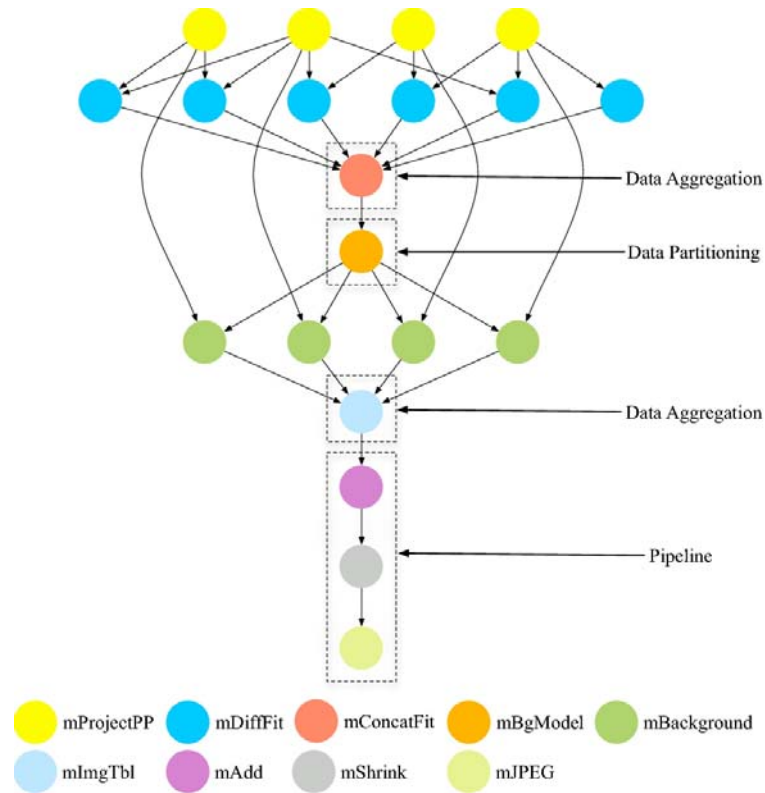 Data Aggregation
Data Partitioning
Data Aggregation
Pipeline
mProjectPP mDiffFit mConcatFit mBgModel mBackground
mImgTbl mAdd mShrink mJPEG